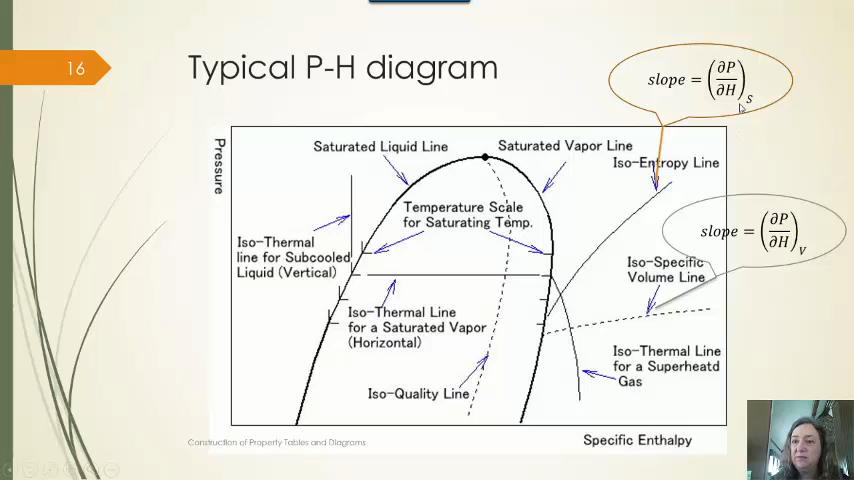 16
Typical P-H diagram
slope = (∂P/∂H)_S
Pressure
Saturated Liquid Line
Saturated Vapor Line
Iso-Entropy Line
Temperature Scale
for Saturating Temp.
slope = (∂P/∂H)_V
Iso-Thermal
line for Subcooled
Liquid (Vertical)
Iso-Specific
Volume Line
Iso-Thermal Line
for a Saturated Vapor
(Horizontal)
Iso-Thermal Line
for a Superheatd
Gas
Iso-Quality Line
Construction of Property Tables and Diagrams
Specific Enthalpy